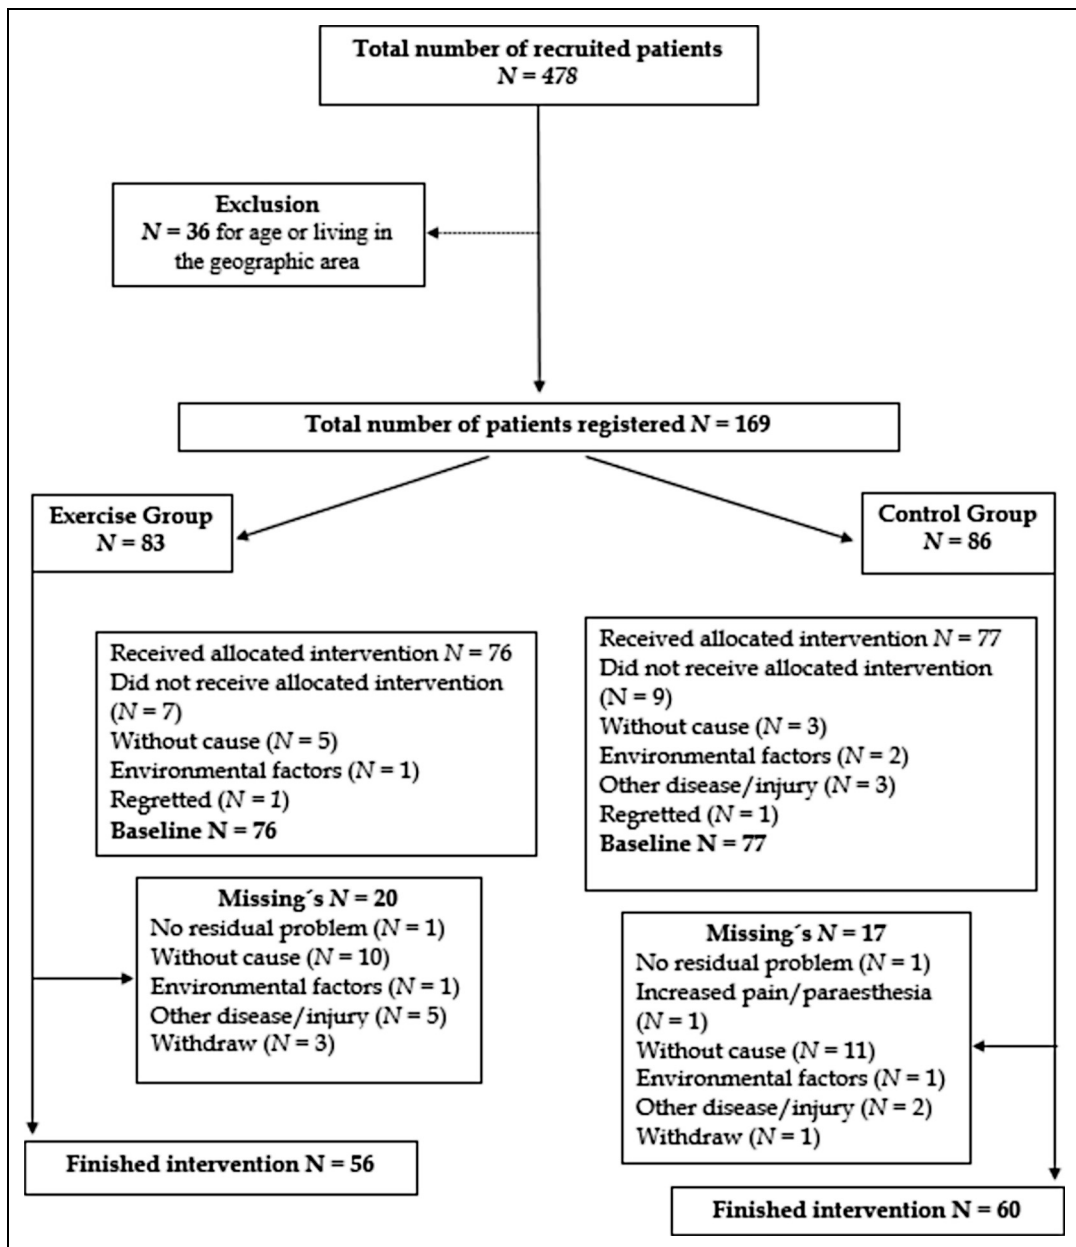 Total number of recruited patients
N = 478
Exclusion
N = 36 for age or living in
the geographic area
Total number of patients registered N = 169
Exercise Group
N = 83
Control Group
N = 86
Received allocated intervention N = 76
Did not receive allocated intervention
(N = 7)
Without cause (N = 5)
Environmental factors (N = 1)
Regretted (N = 1)
Baseline N = 76
Received allocated intervention N = 77
Did not receive allocated intervention
(N = 9)
Without cause (N = 3)
Environmental factors (N = 2)
Other disease/injury (N = 3)
Regretted (N = 1)
Baseline N = 77
Missing´s N = 20
No residual problem (N = 1)
Without cause (N = 10)
Environmental factors (N = 1)
Other disease/injury (N = 5)
Withdraw (N = 3)
Missing´s N = 17
No residual problem (N = 1)
Increased pain/paraesthesia
(N = 1)
Without cause (N = 11)
Environmental factors (N = 1)
Other disease/injury (N = 2)
Withdraw (N = 1)
Finished intervention N = 56
Finished intervention N = 60